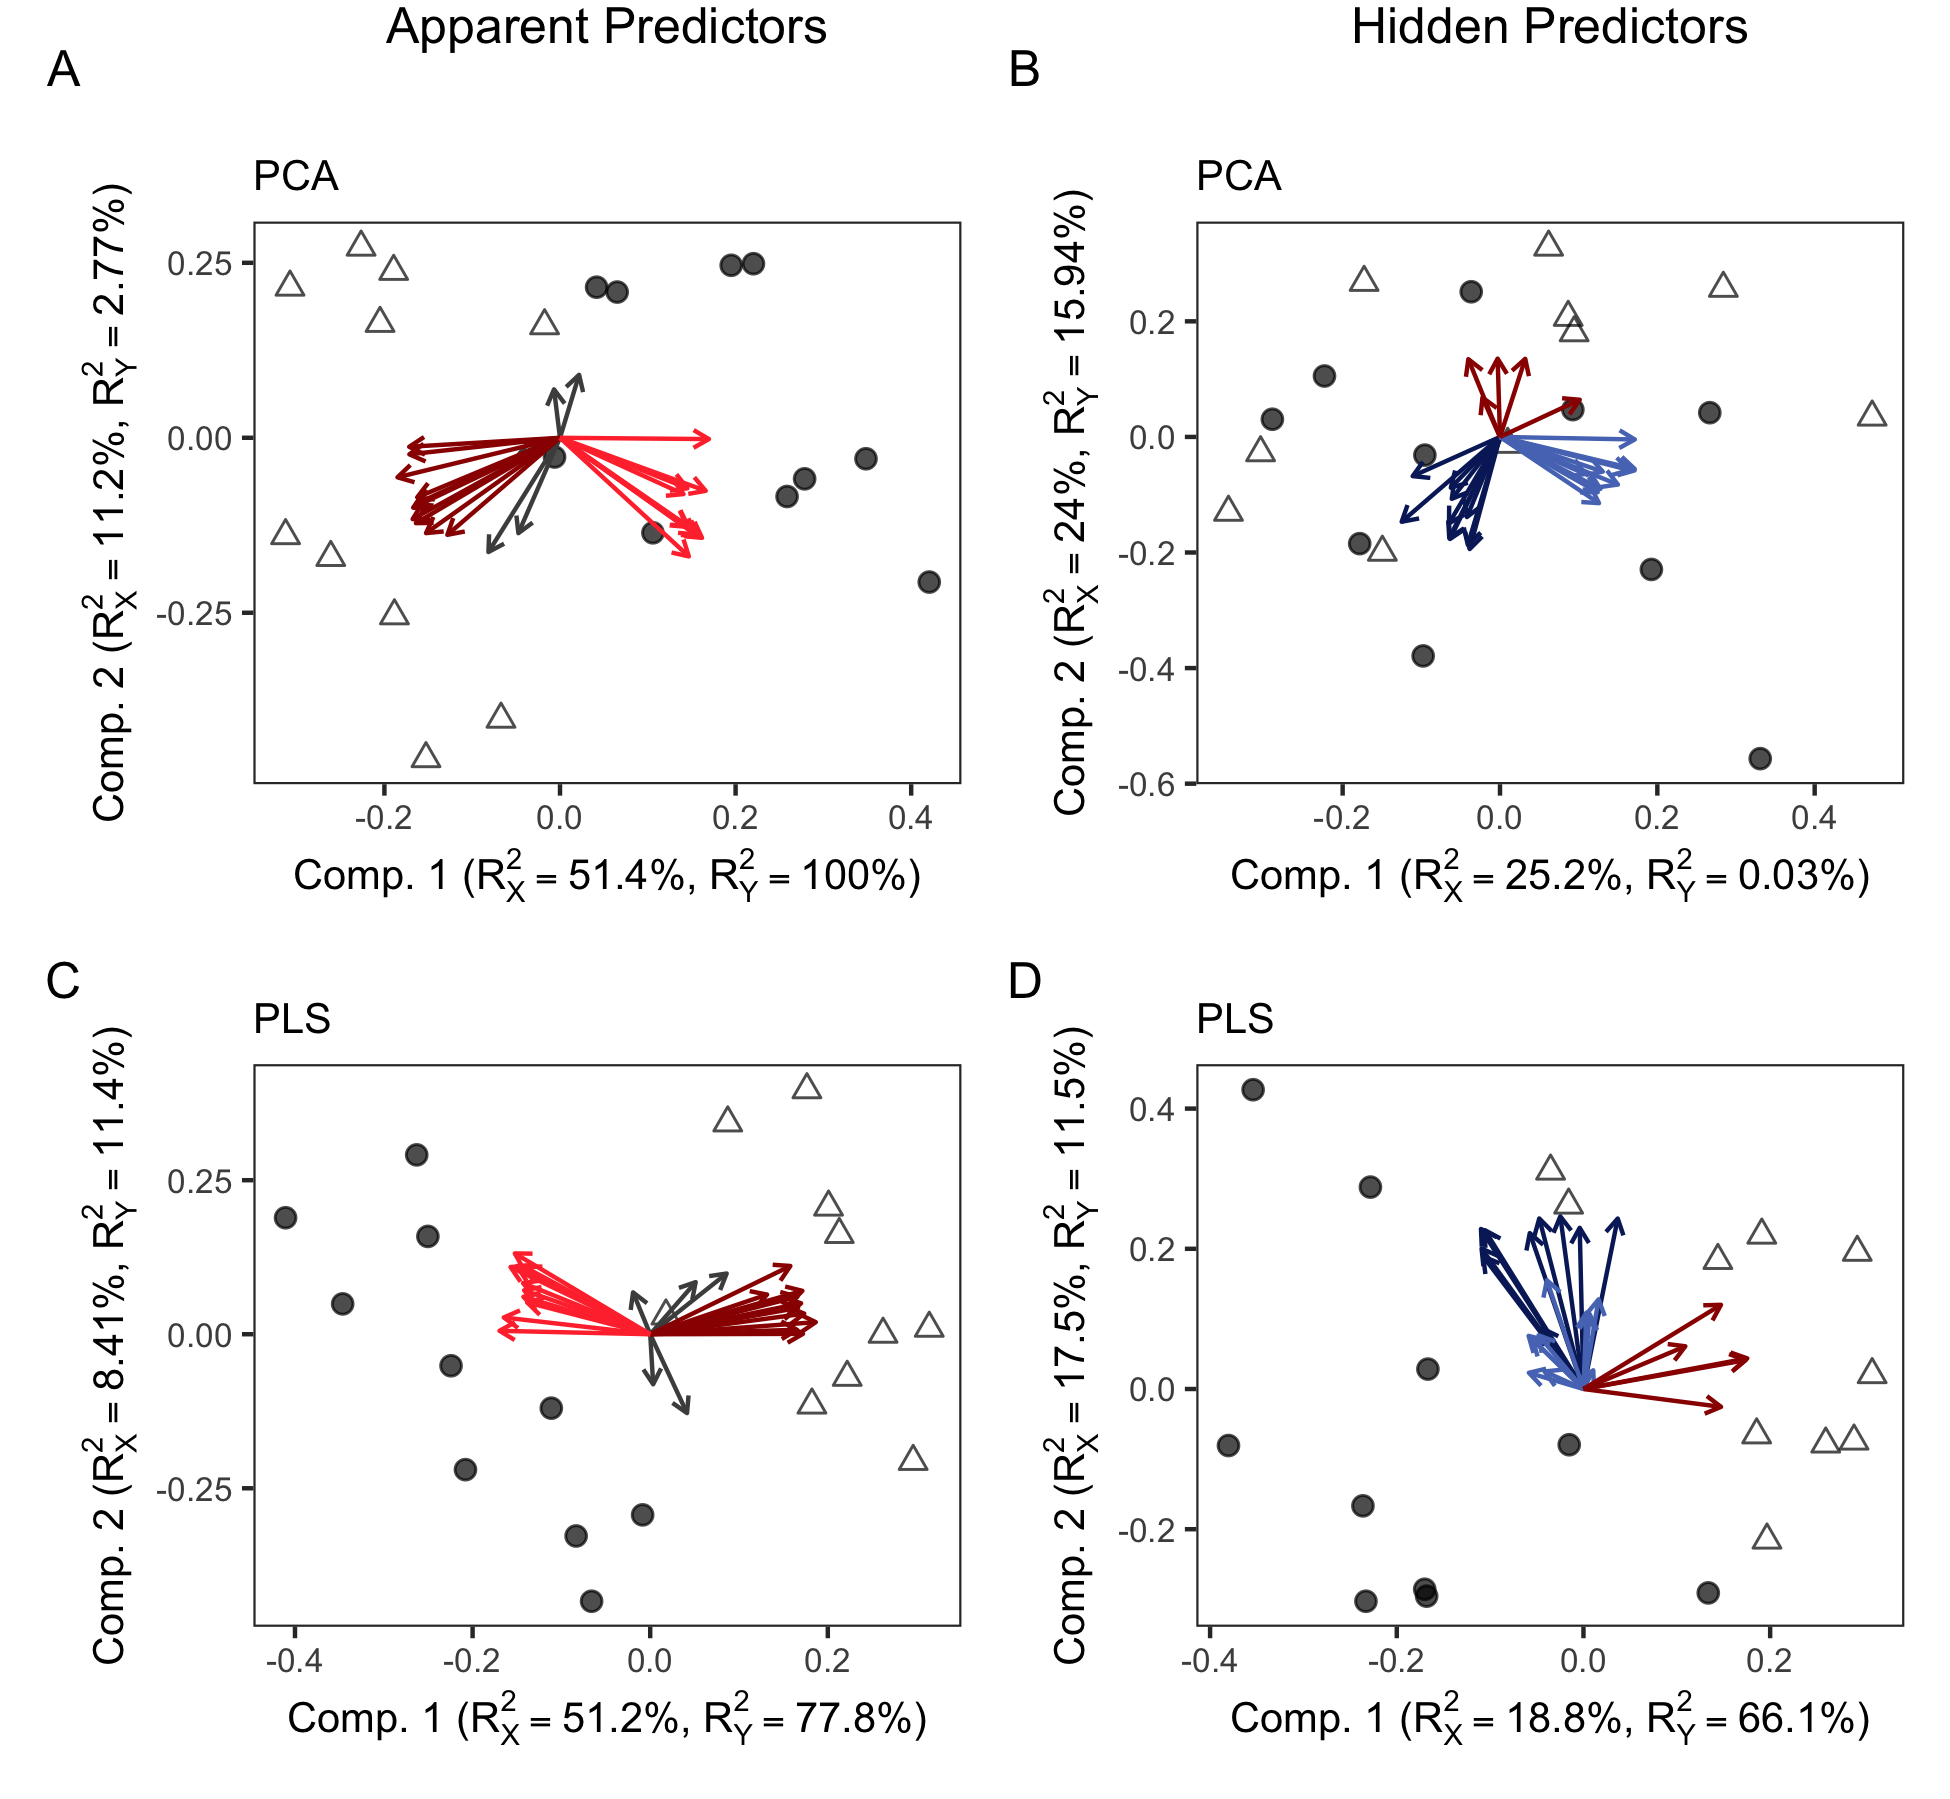 Apparent Predictors
Hidden Predictors
A
B
PCA
PCA
Comp. 2 (R²X = 11.2%, R²Y = 2.77%)
0.25
0.00
-0.25
-0.2 0.0 0.2 0.4
Comp. 1 (R²X = 51.4%, R²Y = 100%)
Comp. 2 (R²X = 24%, R²Y = 15.94%)
0.2
0.0
-0.2
-0.4
-0.6
-0.2 0.0 0.2 0.4
Comp. 1 (R²X = 25.2%, R²Y = 0.03%)
C
D
PLS
PLS
Comp. 2 (R²X = 8.41%, R²Y = 11.4%)
0.25
0.00
-0.25
-0.4 -0.2 0.0 0.2
Comp. 1 (R²X = 51.2%, R²Y = 77.8%)
Comp. 2 (R²X = 17.5%, R²Y = 11.5%)
0.4
0.2
0.0
-0.2
-0.4 -0.2 0.0 0.2
Comp. 1 (R²X = 18.8%, R²Y = 66.1%)